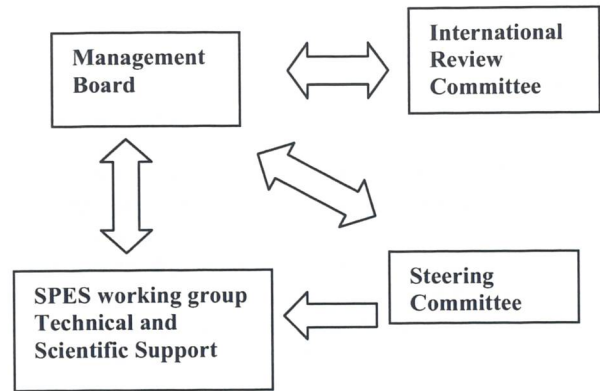 Management
Board
International
Review
Committee
SPES working group
Technical and
Scientific Support
Steering
Committee